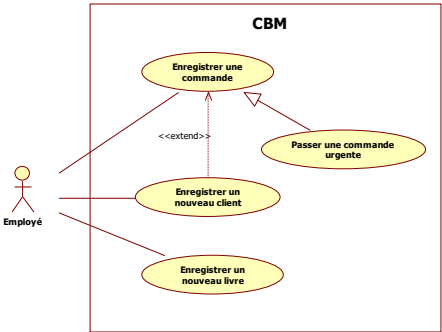 CBM
Enregistrer une
commande
<<extend>>
Passer une commande
urgente
Enregistrer un
nouveau client
Employé
Enregistrer un
nouveau livre